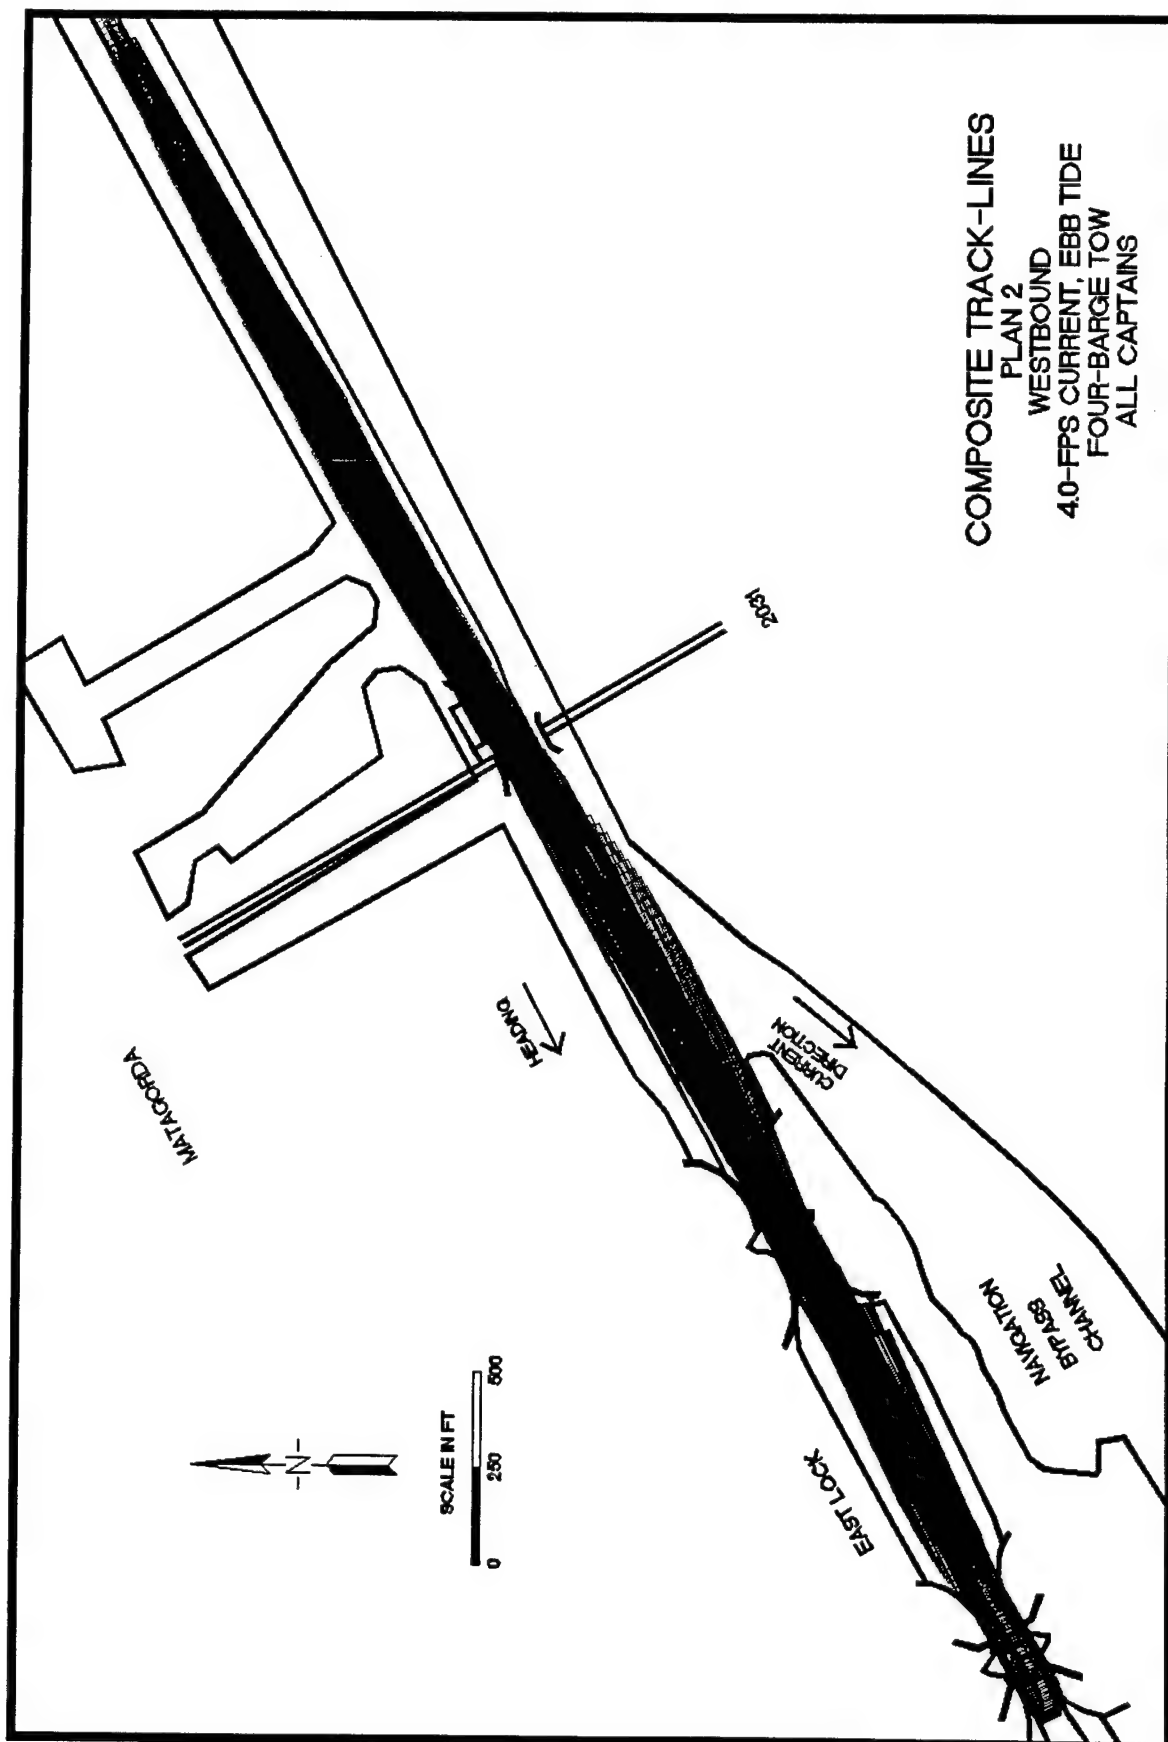 COMPOSITE TRACK-LINES
PLAN 2
WESTBOUND
4.0-FPS CURRENT, EBB TIDE
FOUR-BARGE TOW
ALL CAPTAINS
2031
MATAGORDA
HEADING
CURRENT
DIRECTION
NAVIGATION
BYPASS
CHANNEL
EAST LOCK
-N-
SCALE IN FT
0 250 500